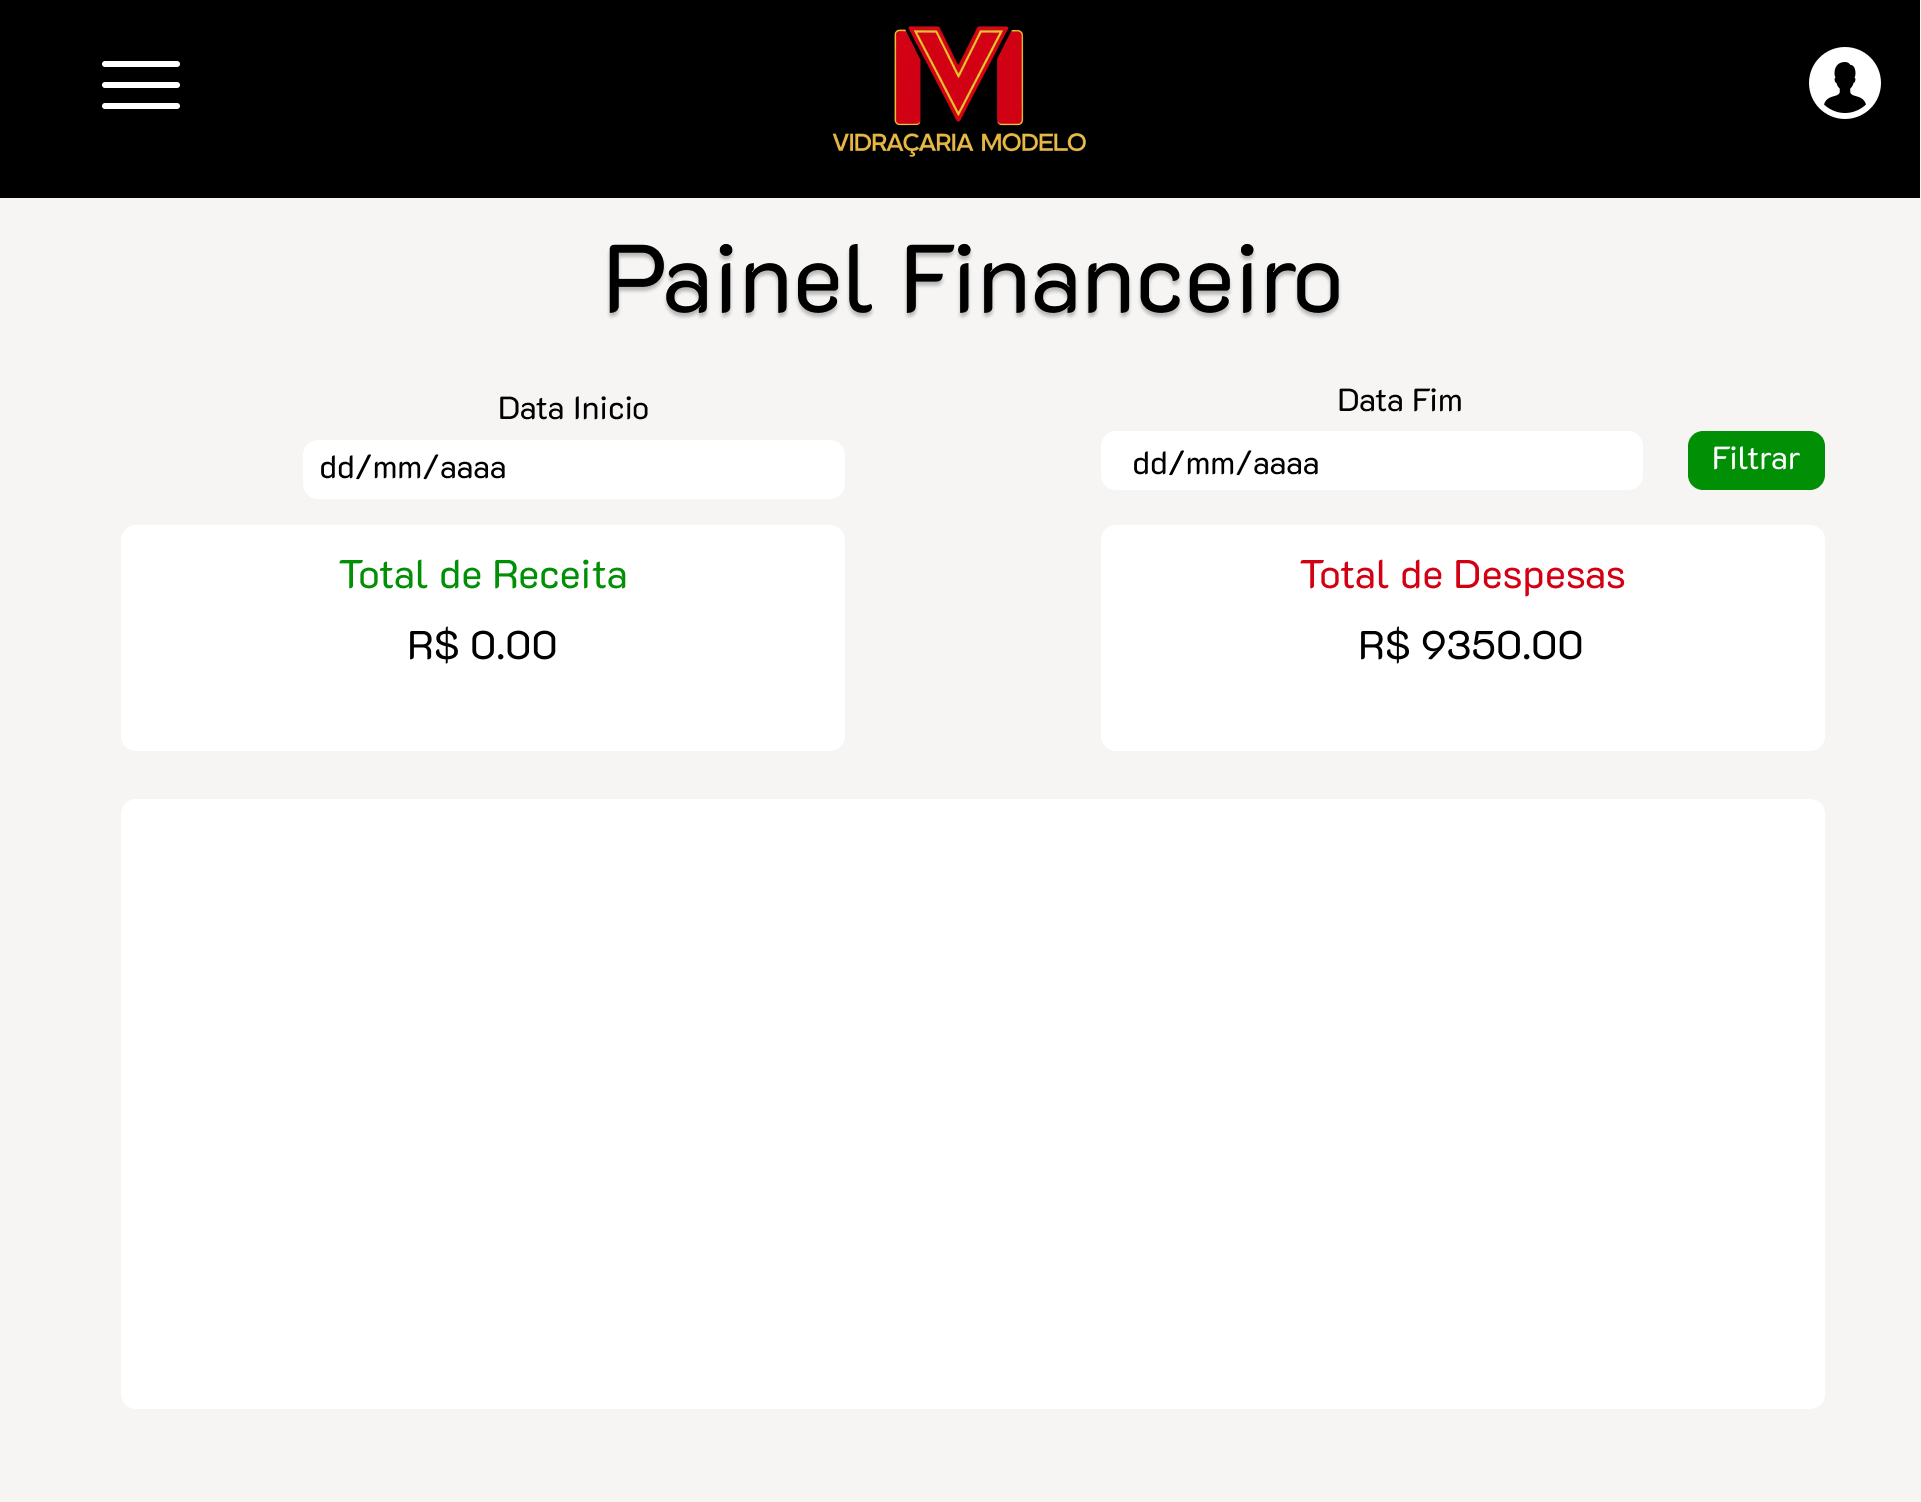 VIDRAÇARIA MODELO
Painel Financeiro
Data Inicio
Data Fim
dd/mm/aaaa
dd/mm/aaaa
Filtrar
Total de Receita
R$ 0.00
Total de Despesas
R$ 9350.00